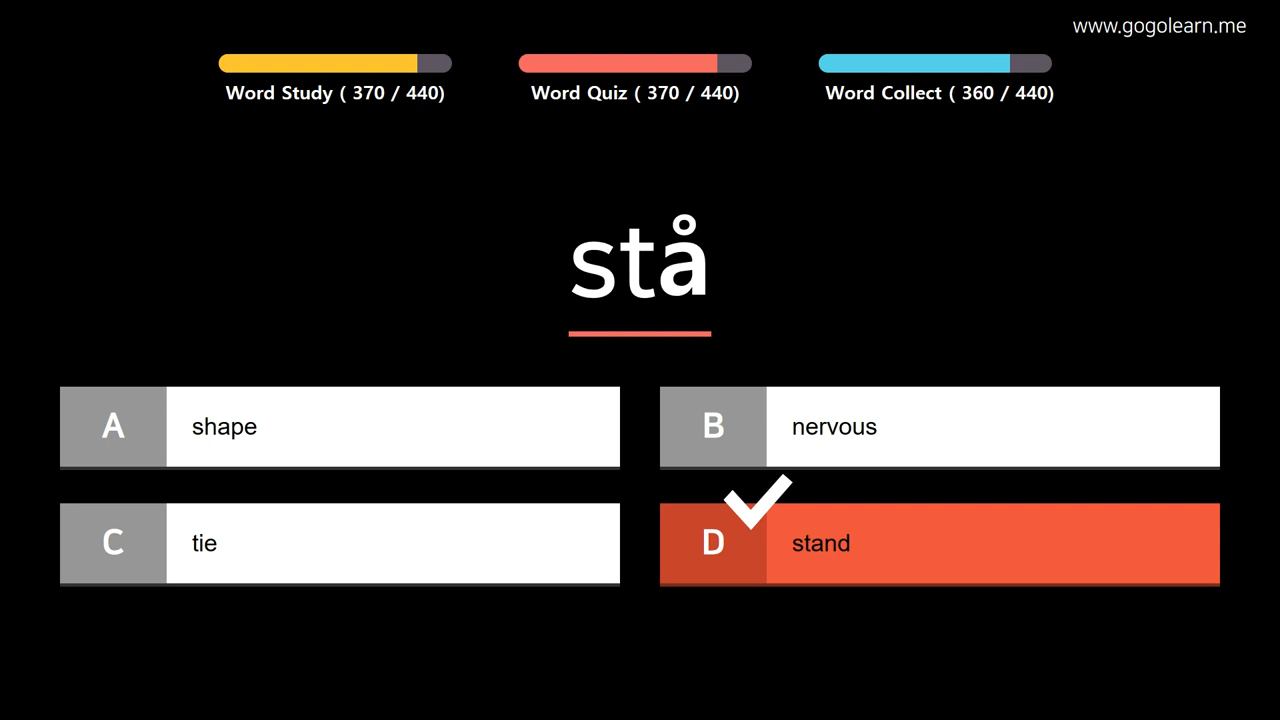 www.gogolearn.me
Word Study ( 370 / 440)
Word Quiz ( 370 / 440)
Word Collect ( 360 / 440)
stå
A shape
B nervous
C tie
D stand